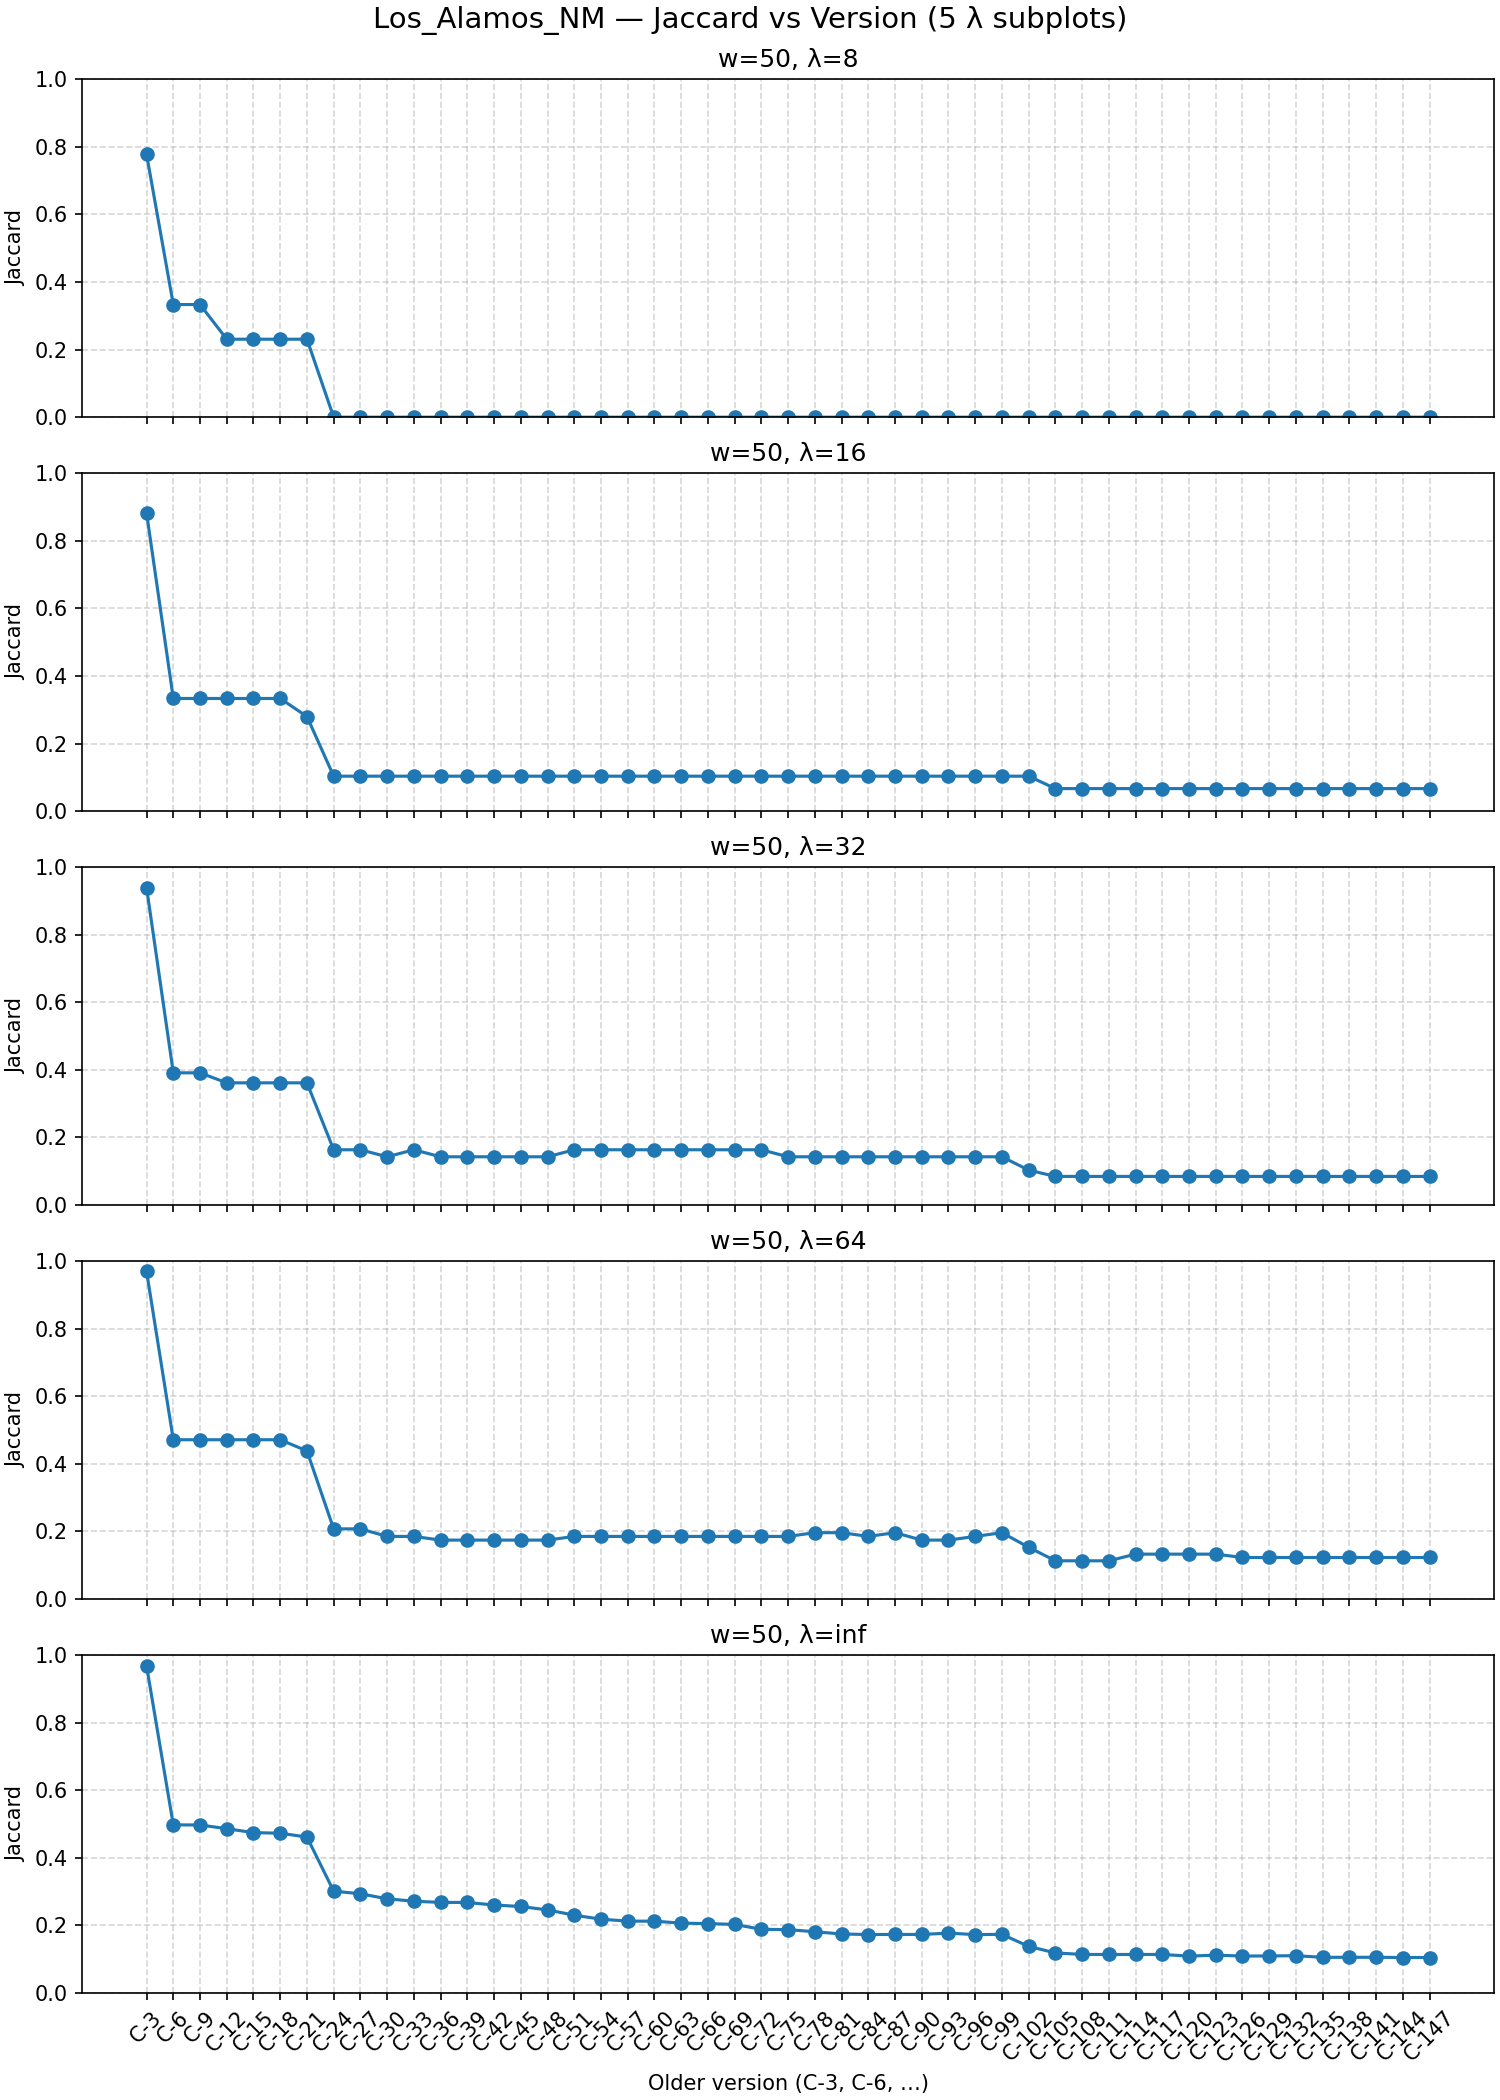 Los_Alamos_NM — Jaccard vs Version (5 λ subplots)
w=50, λ=8
Jaccard
1.0
0.8
0.6
0.4
0.2
0.0
w=50, λ=16
Jaccard
1.0
0.8
0.6
0.4
0.2
0.0
w=50, λ=32
Jaccard
1.0
0.8
0.6
0.4
0.2
0.0
w=50, λ=64
Jaccard
1.0
0.8
0.6
0.4
0.2
0.0
w=50, λ=inf
Jaccard
1.0
0.8
0.6
0.4
0.2
0.0
C-3 C-6 C-9 C-12 C-15 C-18 C-21 C-24 C-27 C-30 C-33 C-36 C-39 C-42 C-45 C-48 C-51 C-54 C-57 C-60 C-63 C-66 C-69 C-72 C-75 C-78 C-81 C-84 C-87 C-90 C-93 C-96 C-99 C-102 C-105 C-108 C-111 C-114 C-117 C-120 C-123 C-126 C-129 C-132 C-135 C-138 C-141 C-144 C-147
Older version (C-3, C-6, ...)